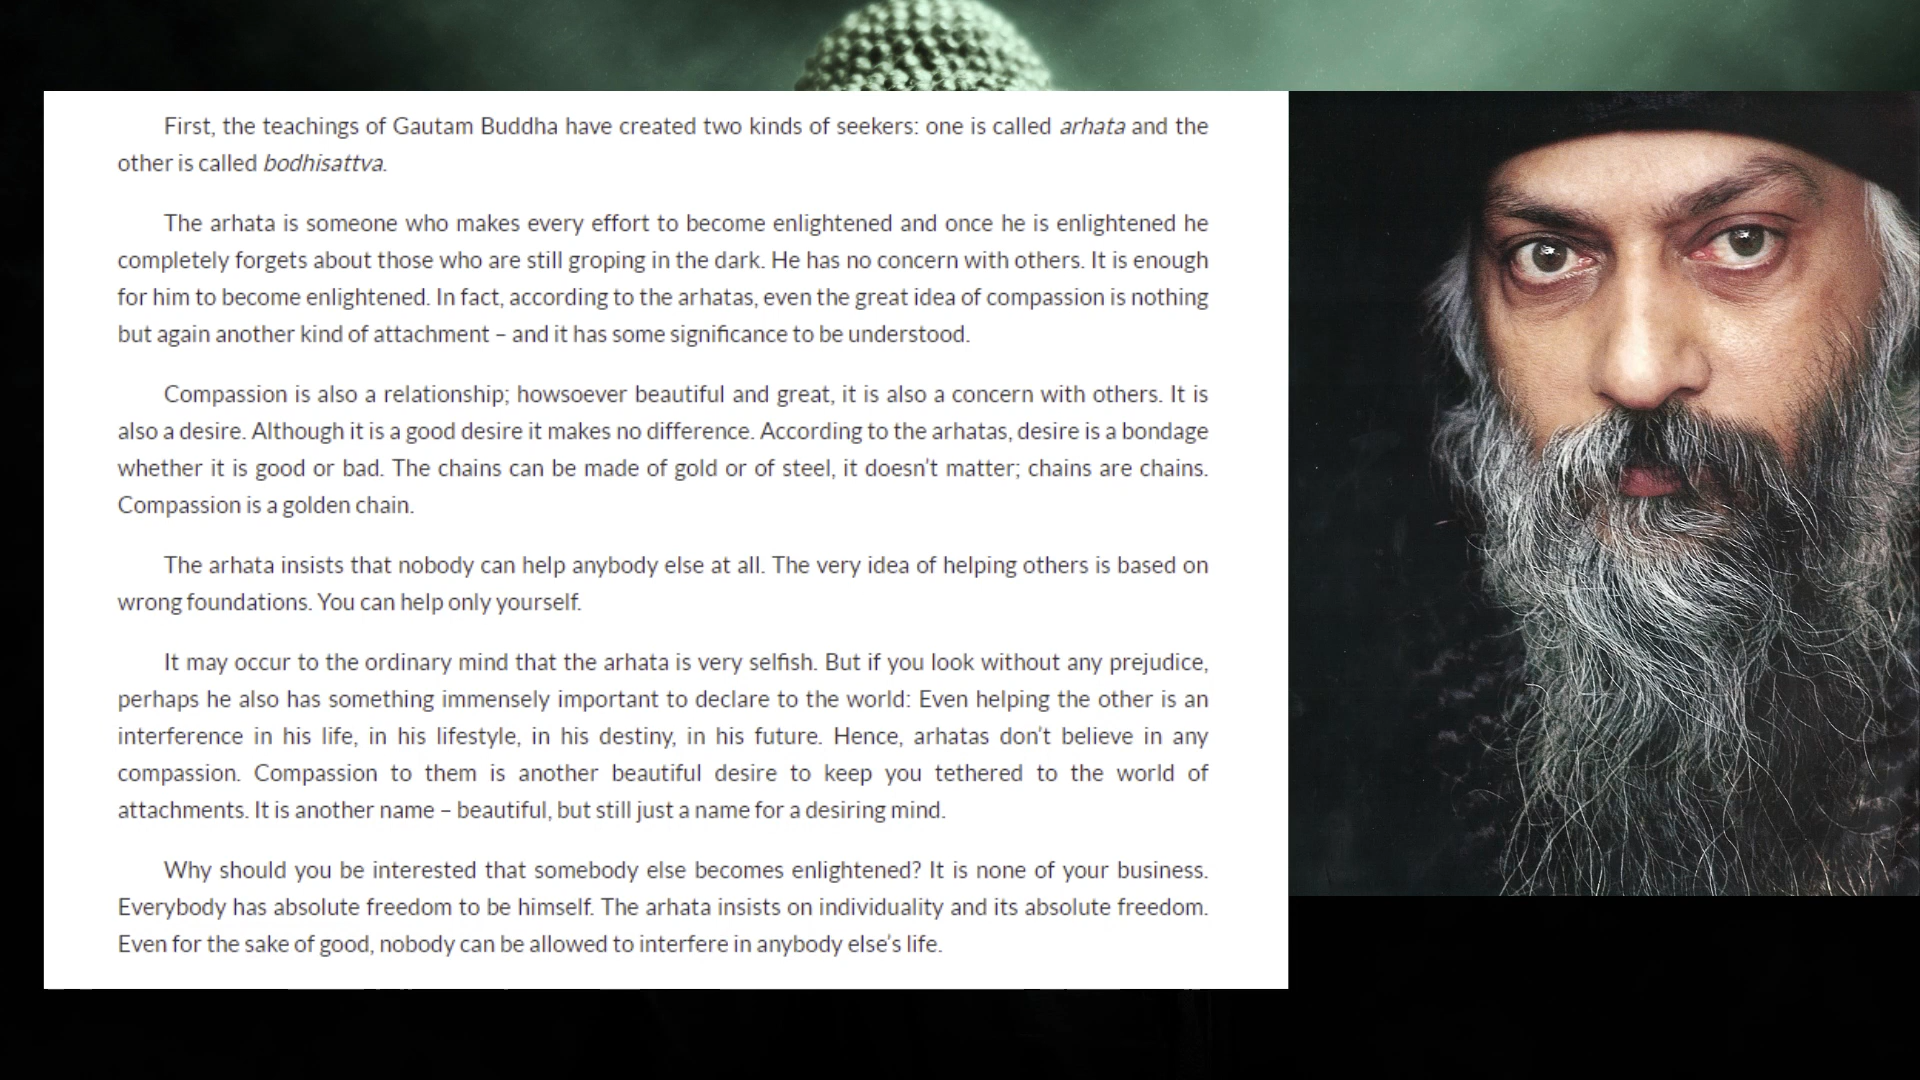 First, the teachings of Gautam Buddha have created two kinds of seekers: one is called arhata and the
other is called bodhisattva.
The arhata is someone who makes every effort to become enlightened and once he is enlightened he
completely forgets about those who are still groping in the dark. He has no concern with others. It is enough
for him to become enlightened. In fact, according to the arhatas, even the great idea of compassion is nothing
but again another kind of attachment – and it has some significance to be understood.
Compassion is also a relationship; howsoever beautiful and great, it is also a concern with others. It is
also a desire. Although it is a good desire it makes no difference. According to the arhatas, desire is a bondage
whether it is good or bad. The chains can be made of gold or of steel, it doesn’t matter; chains are chains.
Compassion is a golden chain.
The arhata insists that nobody can help anybody else at all. The very idea of helping others is based on
wrong foundations. You can help only yourself.
It may occur to the ordinary mind that the arhata is very selfish. But if you look without any prejudice,
perhaps he also has something immensely important to declare to the world: Even helping the other is an
interference in his life, in his lifestyle, in his destiny, in his future. Hence, arhatas don’t believe in any
compassion. Compassion to them is another beautiful desire to keep you tethered to the world of
attachments. It is another name – beautiful, but still just a name for a desiring mind.
Why should you be interested that somebody else becomes enlightened? It is none of your business.
Everybody has absolute freedom to be himself. The arhata insists on individuality and its absolute freedom.
Even for the sake of good, nobody can be allowed to interfere in anybody else’s life.